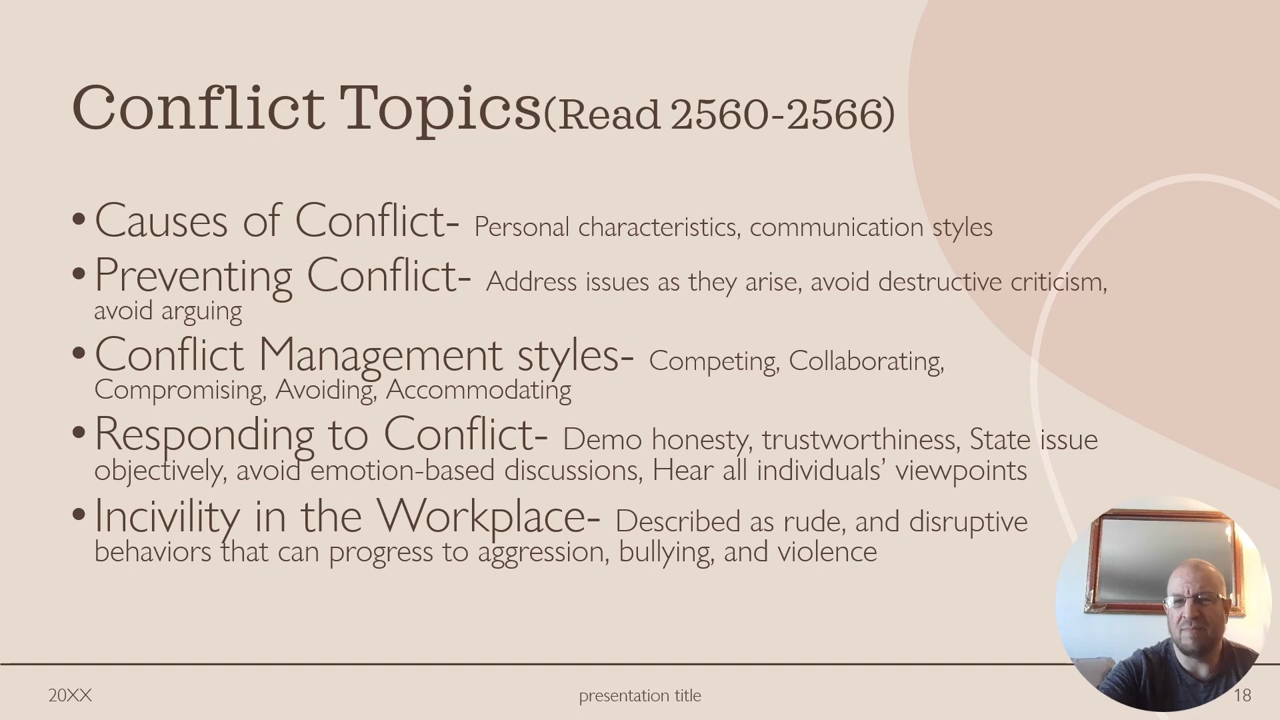 Conflict Topics(Read 2560-2566)
• Causes of Conflict- Personal characteristics, communication styles
• Preventing Conflict- Address issues as they arise, avoid destructive criticism,
avoid arguing
• Conflict Management styles- Competing, Collaborating,
Compromising, Avoiding, Accommodating
• Responding to Conflict- Demo honesty, trustworthiness, State issue
objectively, avoid emotion-based discussions, Hear all individuals’ viewpoints
• Incivility in the Workplace- Described as rude, and disruptive
behaviors that can progress to aggression, bullying, and violence
20XX
presentation title
18